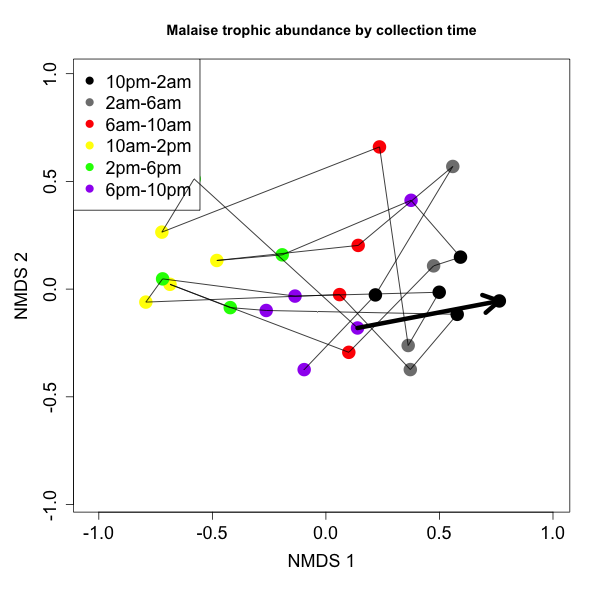 Malaise trophic abundance by collection time
10pm-2am
2am-6am
6am-10am
10am-2pm
2pm-6pm
6pm-10pm
1.0
0.5
0.0
-0.5
-1.0
NMDS 2
-1.0 -0.5 0.0 0.5 1.0
NMDS 1